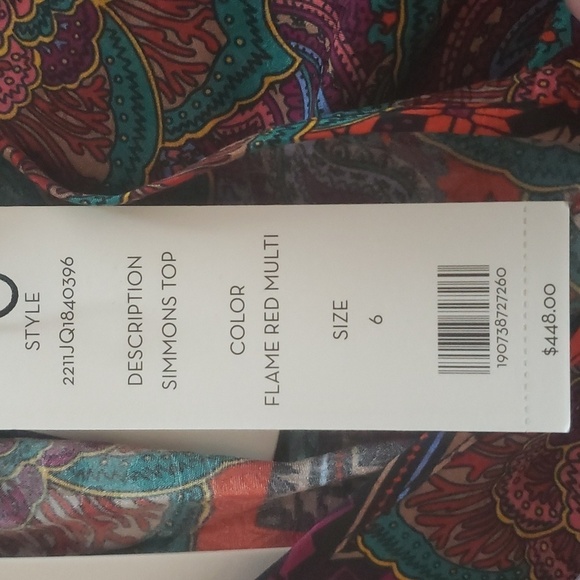 STYLE
2211JQ1840396
DESCRIPTION
SIMMONS TOP
COLOR
FLAME RED MULTI
SIZE
6
190738727260
$448.00